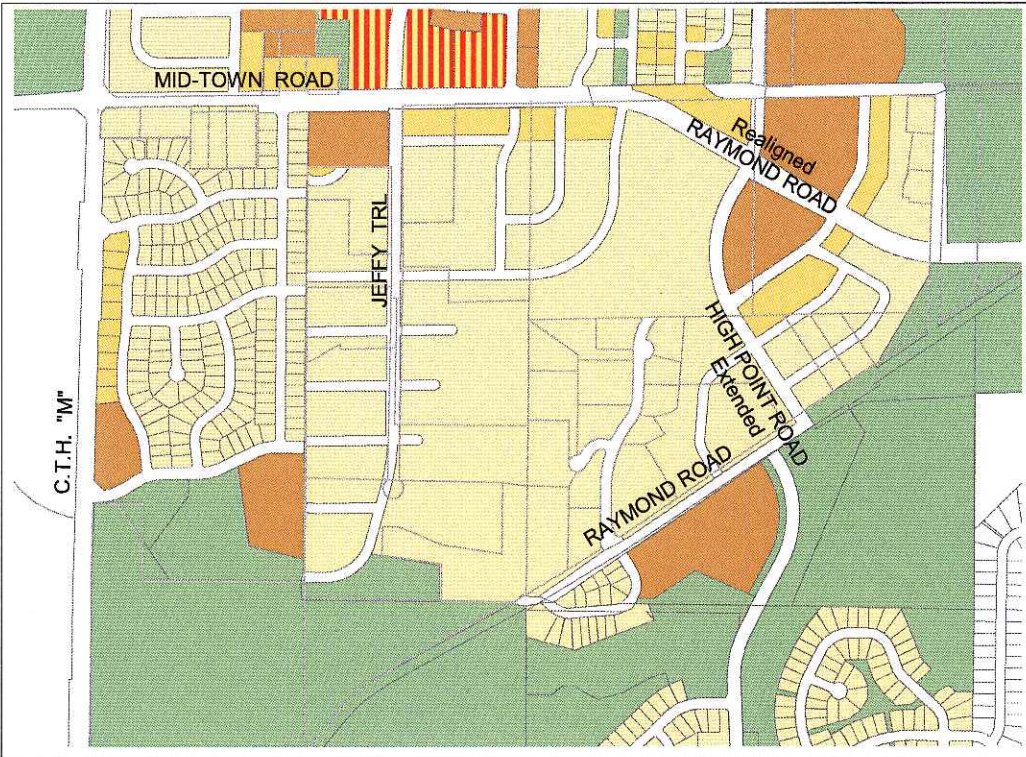 MID-TOWN ROAD
Realigned
RAYMOND ROAD
JEFFY TRL
HIGH POINT ROAD
Extended
C.T.H. "M"
RAYMOND ROAD